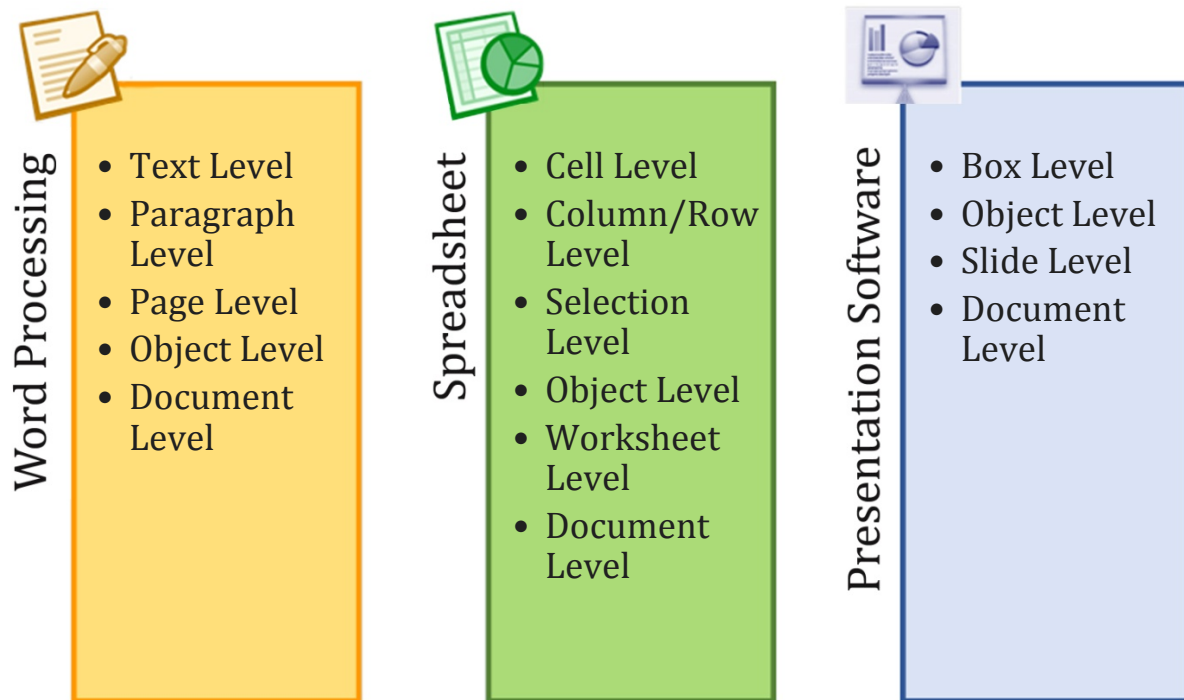 Word Processing
• Text Level
• Paragraph
Level
• Page Level
• Object Level
• Document
Level
Spreadsheet
• Cell Level
• Column/Row
Level
• Selection
Level
• Object Level
• Worksheet
Level
• Document
Level
Presentation Software
• Box Level
• Object Level
• Slide Level
• Document
Level